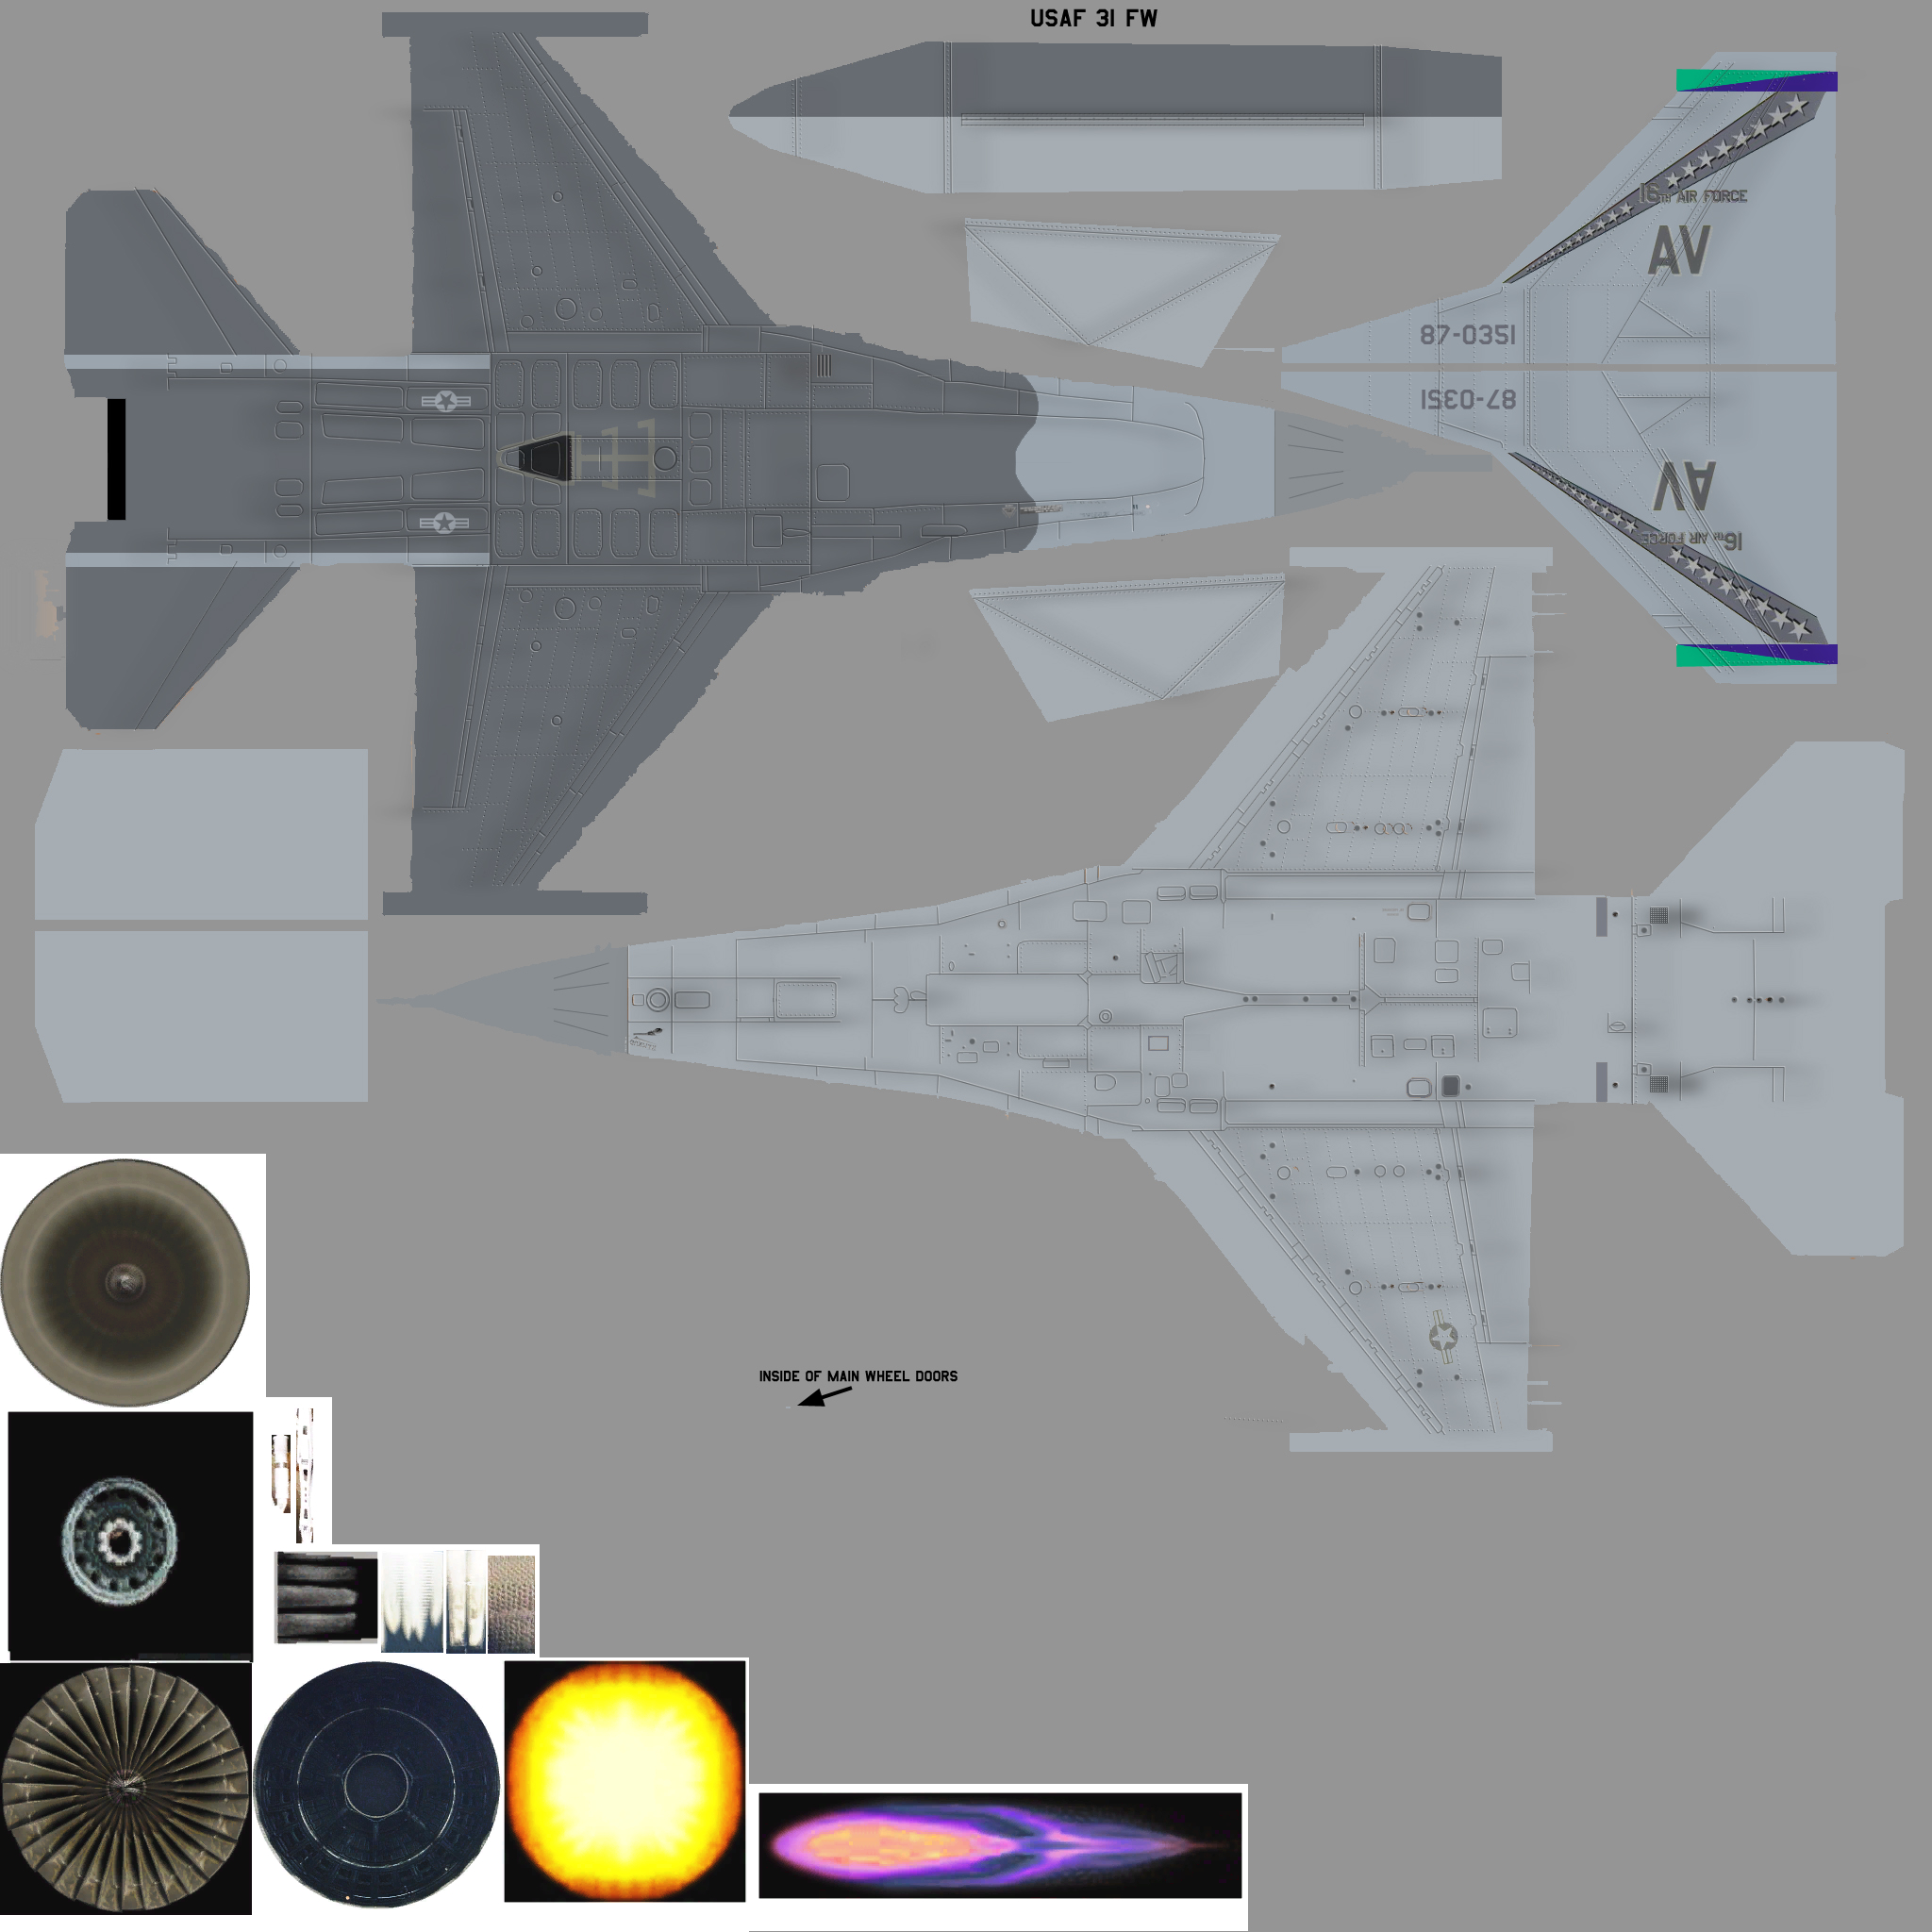 USAF 31 FW
16TH AIR FORCE
AV
87-0351
87-0351
AV
16TH AIR FORCE
INSIDE OF MAIN WHEEL DOORS